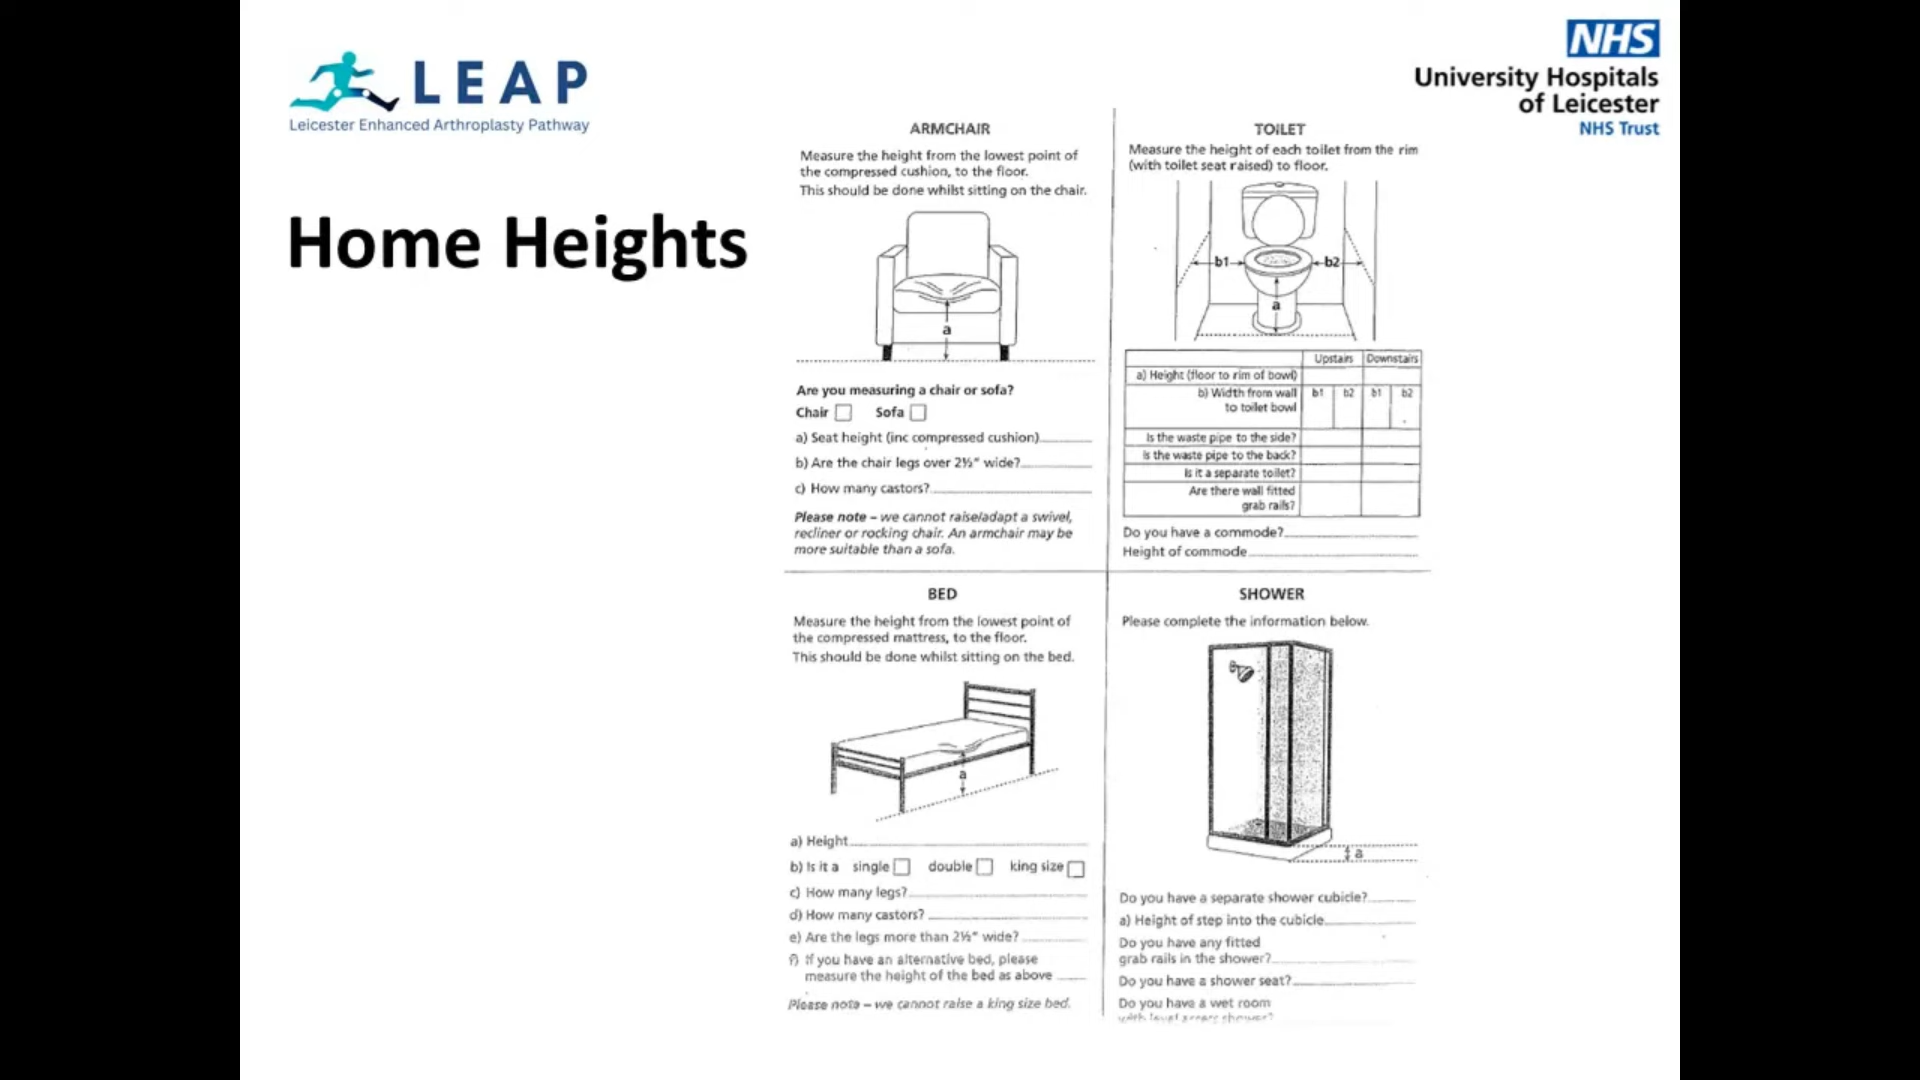 LEAP
Leicester Enhanced Arthroplasty Pathway
NHS
University Hospitals
of Leicester
NHS Trust
Home Heights
ARMCHAIR
Measure the height from the lowest point of
the compressed cushion, to the floor.
This should be done whilst sitting on the chair.
a
Are you measuring a chair or sofa?
Chair Sofa
a) Seat height (inc compressed cushion)
b) Are the chair legs over 2½" wide?
c) How many castors?
Please note – we cannot raise/adapt a swivel,
recliner or rocking chair. An armchair may be
more suitable than a sofa.
TOILET
Measure the height of each toilet from the rim
(with toilet seat raised) to floor.
b1 b2
a
Upstairs Downstairs
a) Height (floor to rim of bowl)
b) Width from wall b1 b2 b1 b2
to toilet bowl
Is the waste pipe to the side?
Is the waste pipe to the back?
Is it a separate toilet?
Are there wall fitted
grab rails?
Do you have a commode?
Height of commode
BED
Measure the height from the lowest point of
the compressed mattress, to the floor.
This should be done whilst sitting on the bed.
a
a) Height
b) Is it a single double king size
c) How many legs?
d) How many castors?
e) Are the legs more than 2½" wide?
f) If you have an alternative bed, please
measure the height of the bed as above
Please note – we cannot raise a king size bed.
SHOWER
Please complete the information below.
a
Do you have a separate shower cubicle?
a) Height of step into the cubicle
Do you have any fitted
grab rails in the shower?
Do you have a shower seat?
Do you have a wet room
with level access shower?